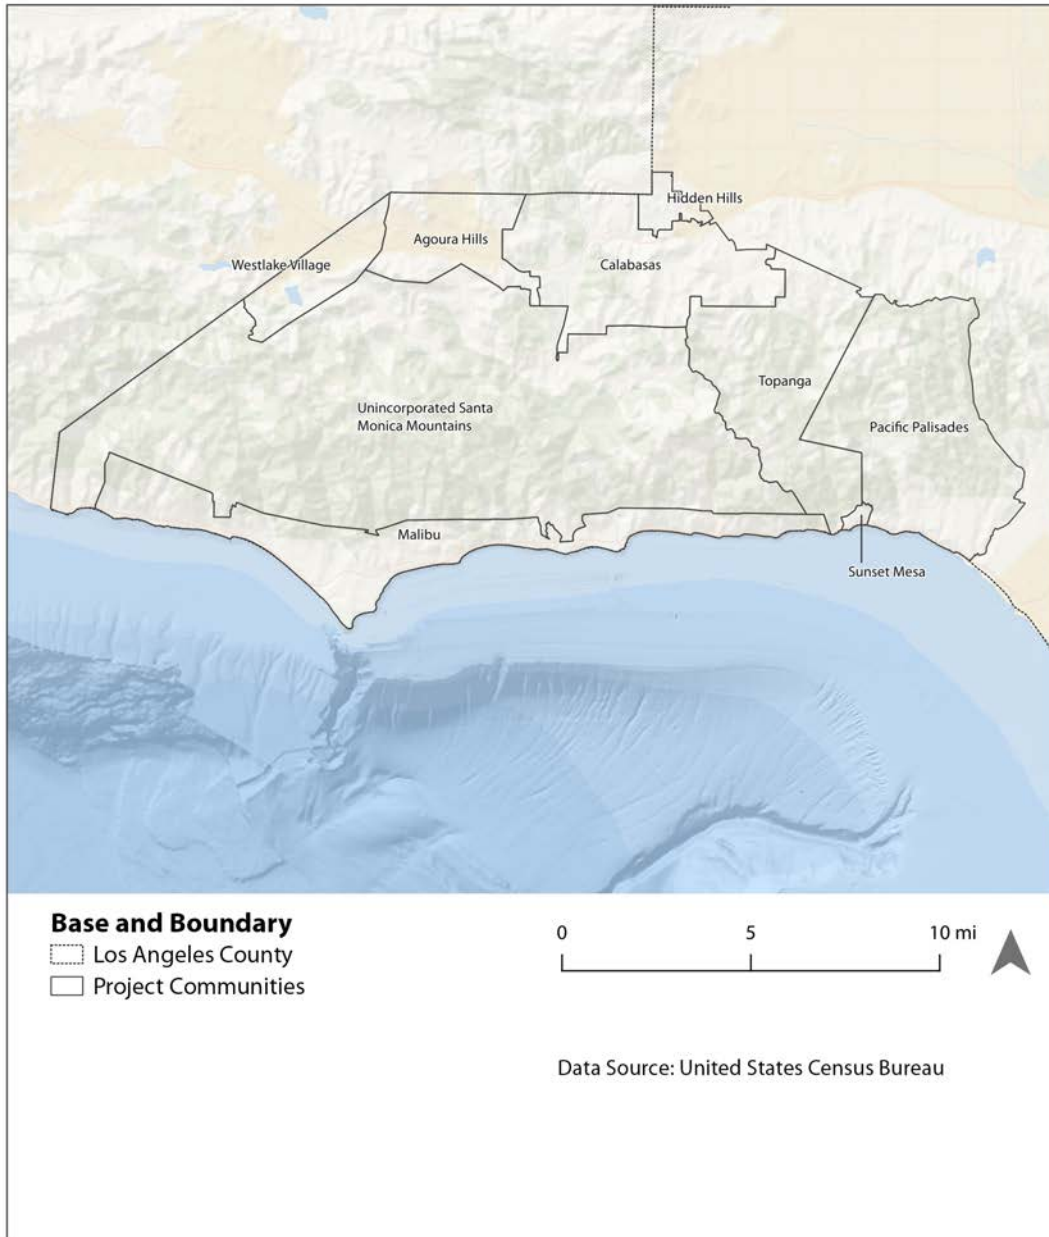 Hidden Hills
Agoura Hills
Westlake Village
Calabasas
Topanga
Unincorporated Santa
Monica Mountains
Pacific Palisades
Malibu
Sunset Mesa
Base and Boundary
Los Angeles County
Project Communities
0 5 10 mi
Data Source: United States Census Bureau